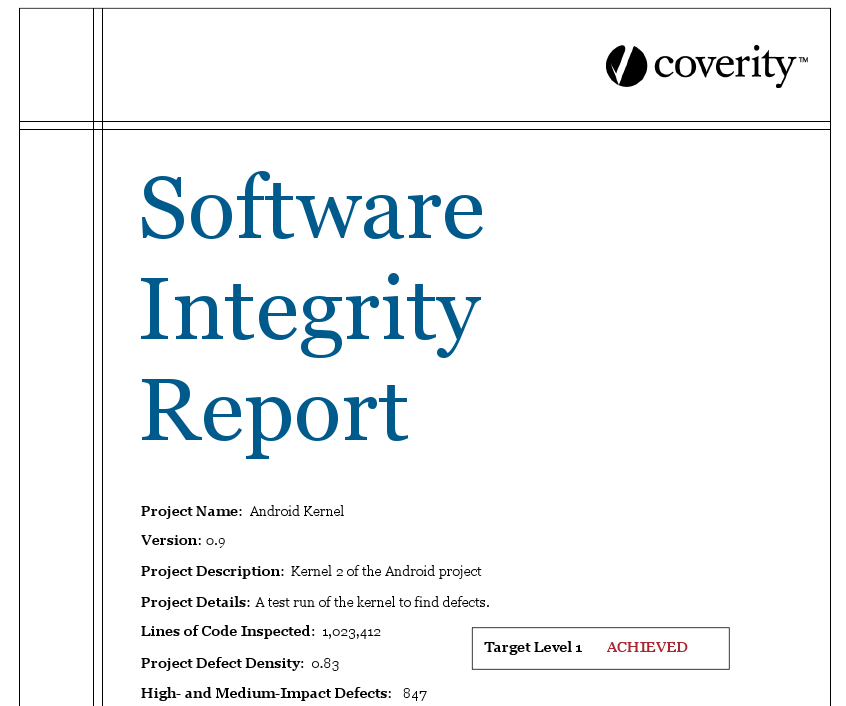 coverity™
Software
Integrity
Report
Project Name: Android Kernel
Version: 0.9
Project Description: Kernel 2 of the Android project
Project Details: A test run of the kernel to find defects.
Lines of Code Inspected: 1,023,412
Target Level 1 ACHIEVED
Project Defect Density: 0.83
High- and Medium-Impact Defects: 847